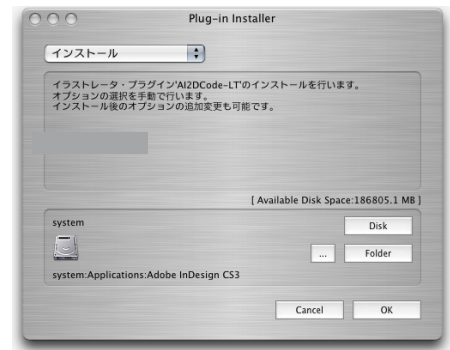 Plug-in Installer
インストール
イラストレータ・プラグイン'AI2DCode-LT'のインストールを行います。
オプションの選択を手動で行います。
インストール後のオプションの追加変更も可能です。
[ Available Disk Space:186805.1 MB ]
system
Disk
... Folder
system:Applications:Adobe InDesign CS3
Cancel OK